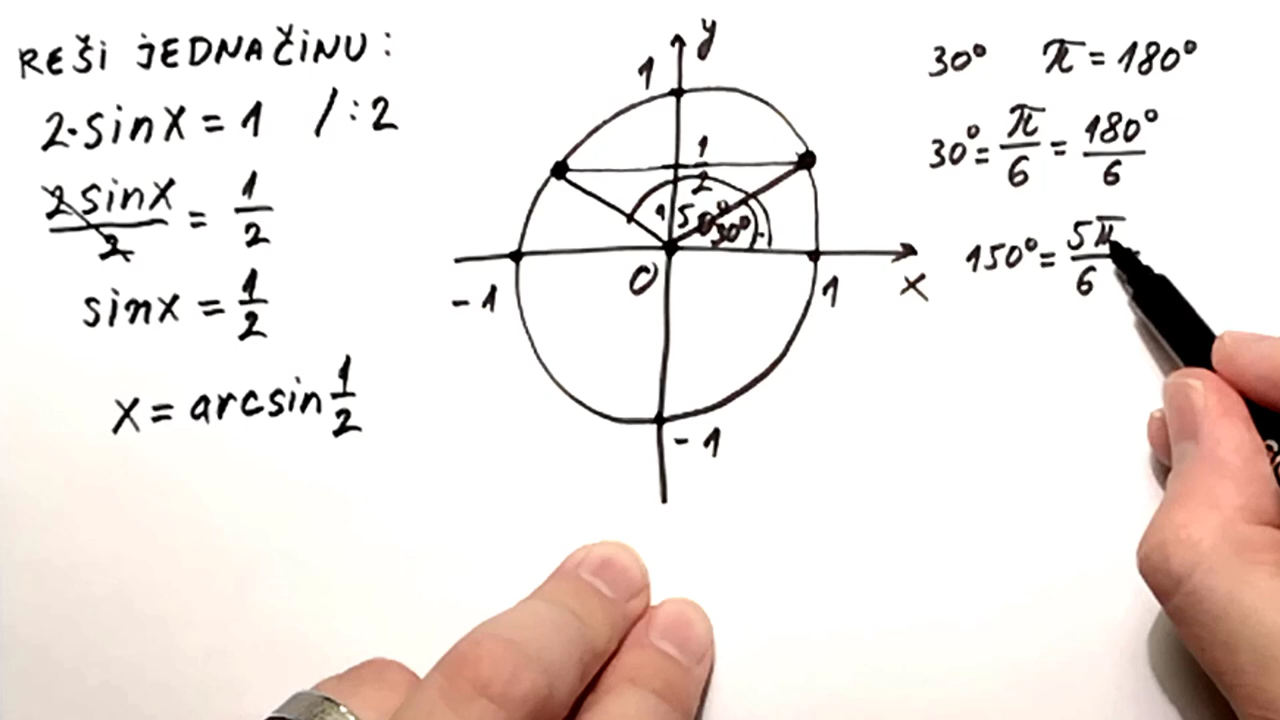 REŠI JEDNAČINU:
2·sinx = 1 /:2
2sinx/2 = 1/2
sinx = 1/2
x = arcsin 1/2
y
1
1/2
150°
30°
-1
0
1
x
-1
30° π = 180°
30° = π/6 = 180°/6
150° = 5π/6